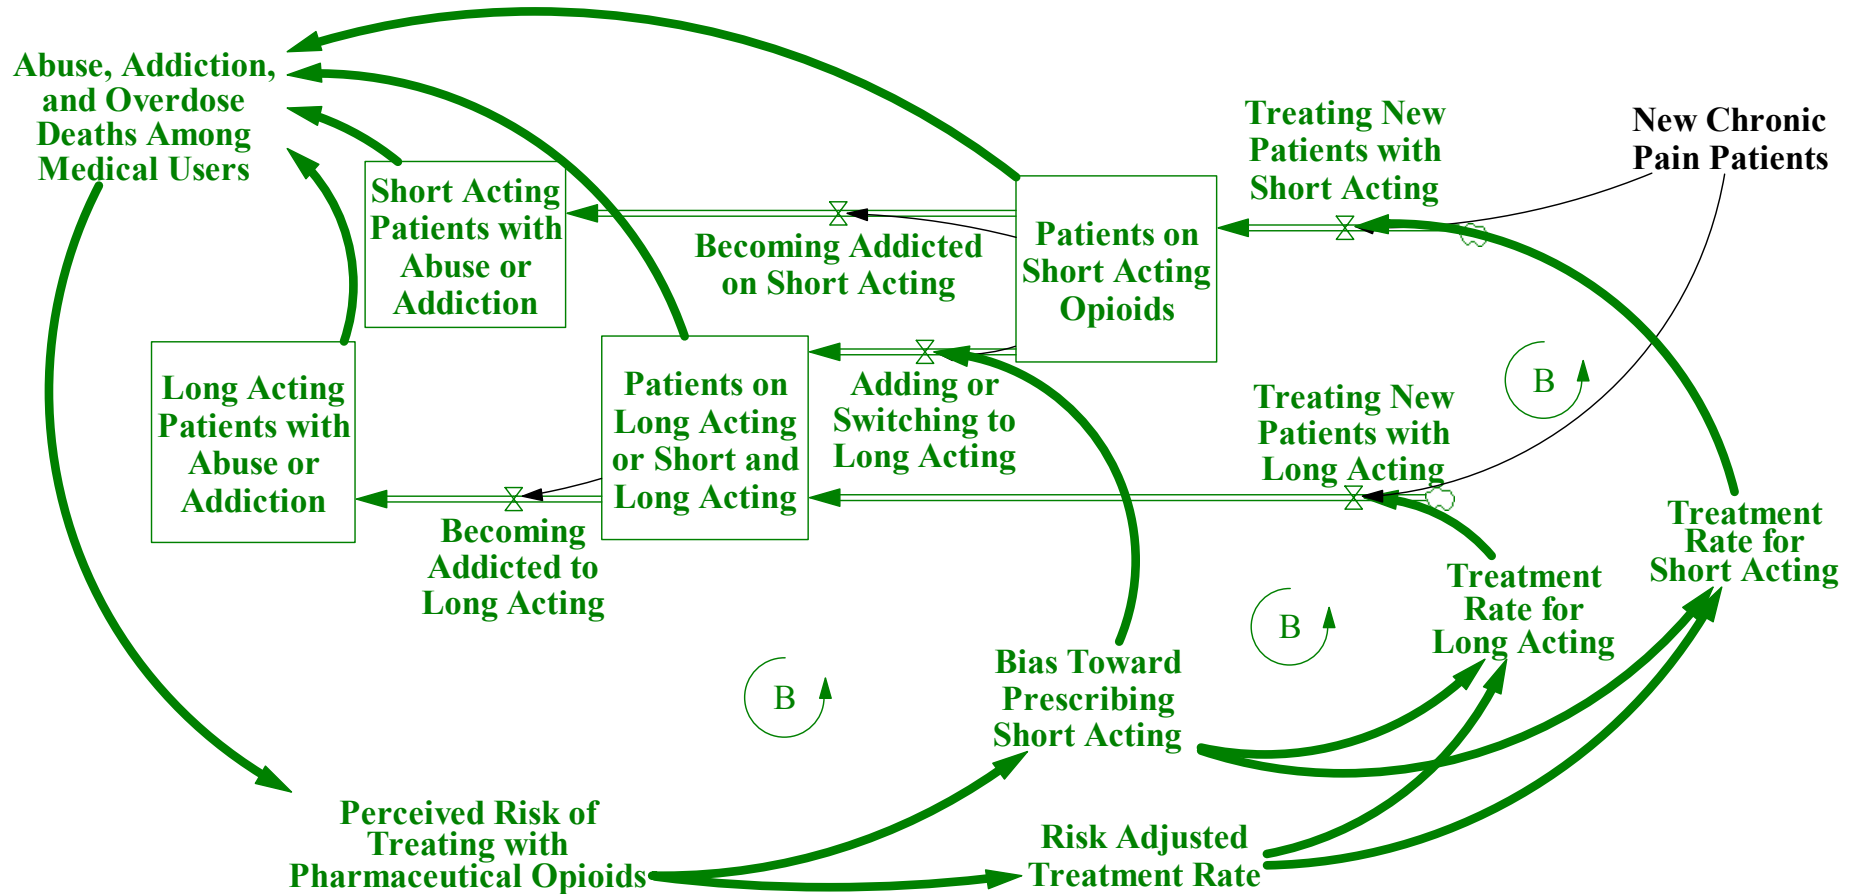 Abuse, Addiction,
and Overdose
Deaths Among
Medical Users
Short Acting
Patients with
Abuse or
Addiction
Long Acting
Patients with
Abuse or
Addiction
Becoming Addicted
on Short Acting
Patients on
Short Acting
Opioids
Treating New
Patients with
Short Acting
New Chronic
Pain Patients
Patients on
Long Acting
or Short and
Long Acting
Adding or
Switching to
Long Acting
Treating New
Patients with
Long Acting
B
Becoming
Addicted to
Long Acting
Treatment
Rate for
Short Acting
Treatment
Rate for
Long Acting
B
B
Bias Toward
Prescribing
Short Acting
Perceived Risk of
Treating with
Pharmaceutical Opioids
Risk Adjusted
Treatment Rate